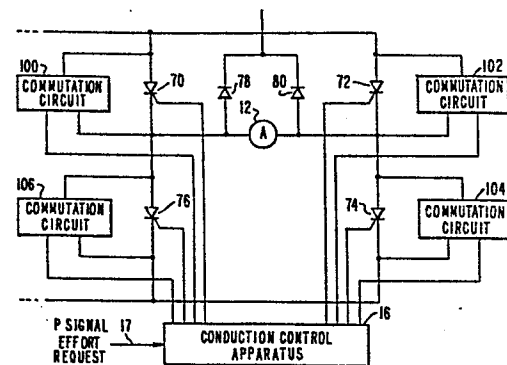 100
COMMUTATION
CIRCUIT
70
78
80
12
A
72
102
COMMUTATION
CIRCUIT
106
COMMUTATION
CIRCUIT
76
74
104
COMMUTATION
CIRCUIT
16
P SIGNAL
EFFORT
REQUEST
17
CONDUCTION CONTROL
APPARATUS